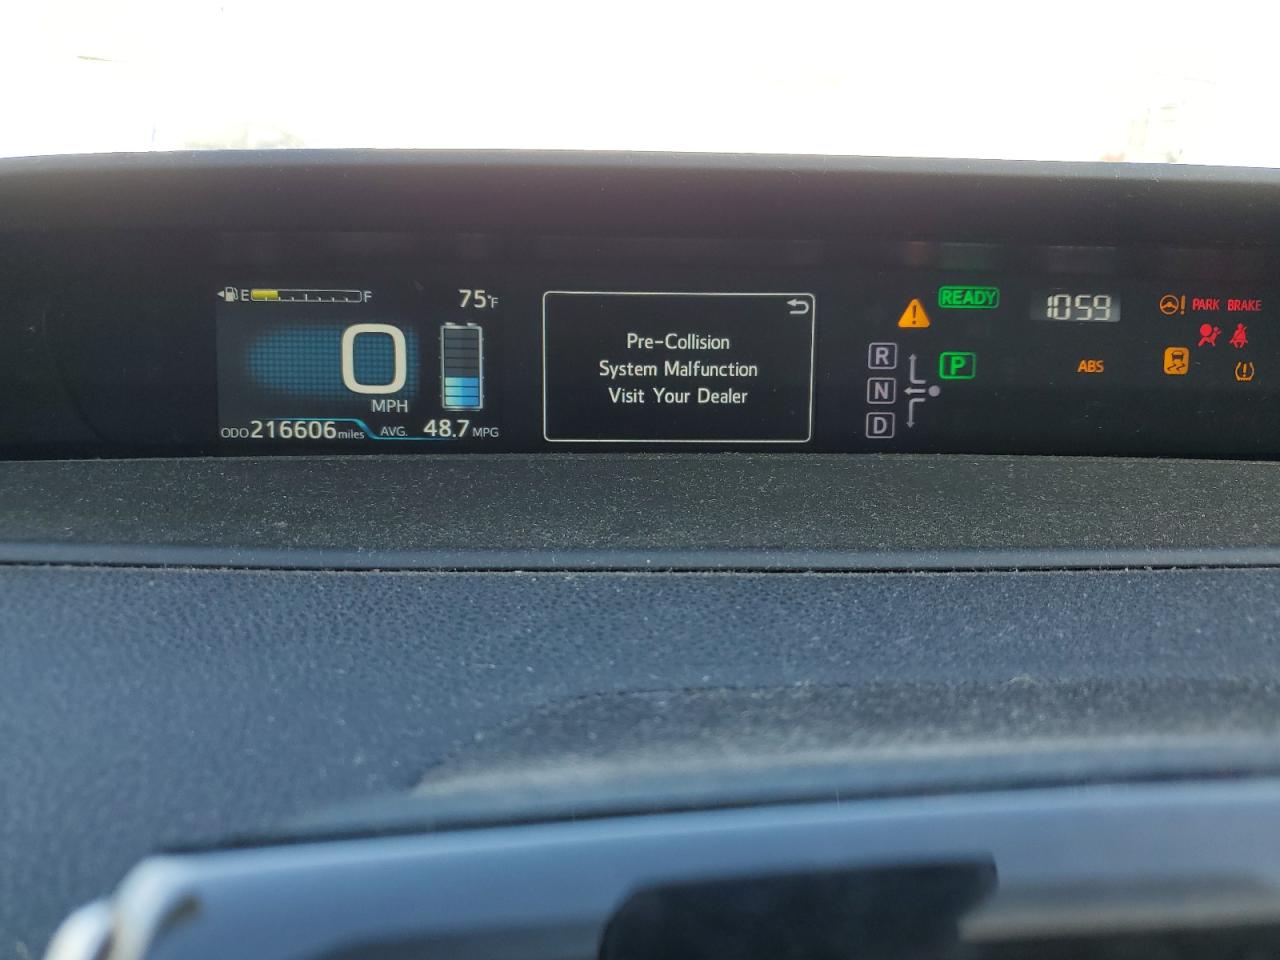 E F
75°F
0
MPH
ODO 216606 miles
AVG. 48.7 MPG
Pre-Collision
System Malfunction
Visit Your Dealer
READY
R
N
D
P
10:59
ABS
! PARK BRAKE